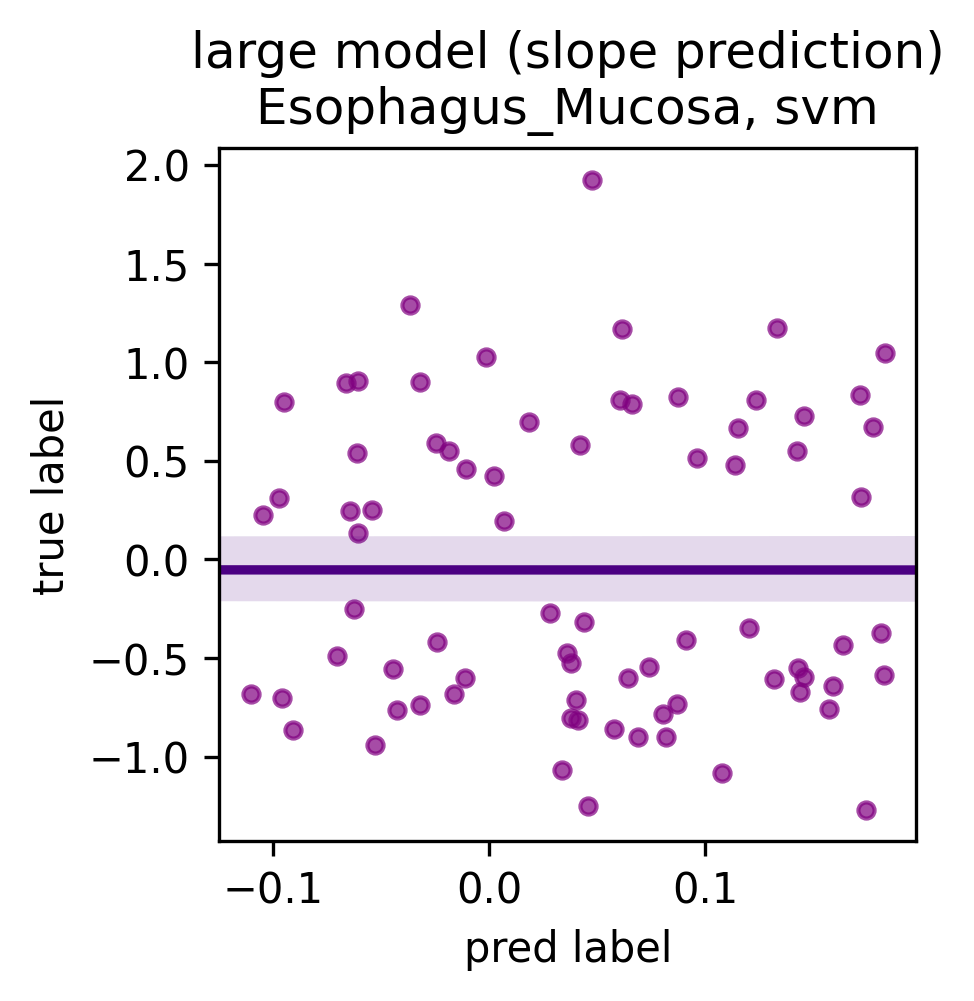 large model (slope prediction)
Esophagus_Mucosa, svm
2.0
1.5
1.0
0.5
0.0
−0.5
−1.0
true label
−0.1
0.0
0.1
pred label